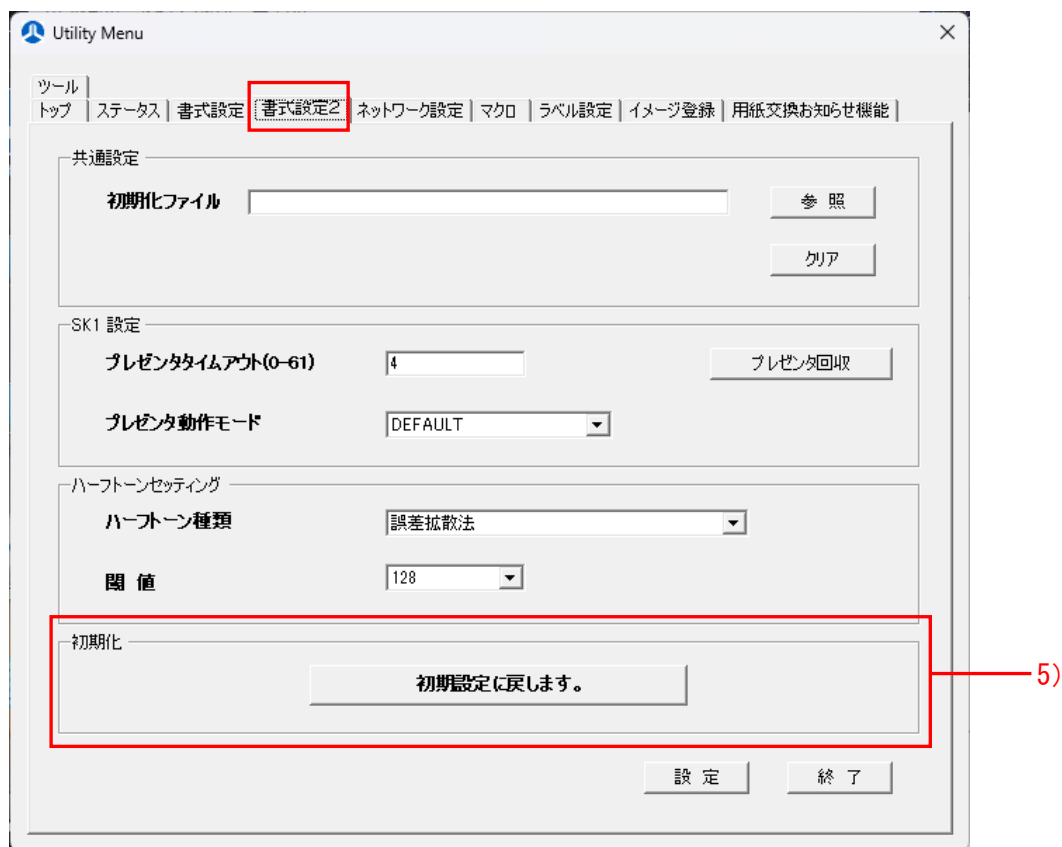 Utility Menu
ツール
トップ ステータス 書式設定 書式設定2 ネットワーク設定 マクロ ラベル設定 イメージ登録 用紙交換お知らせ機能
共通設定
初期化ファイル 参 照
クリア
SK1 設定
プレゼンタタイムアウト(0-61) 4 プレゼンタ回収
プレゼンタ動作モード DEFAULT
ハーフトーンセッティング
ハーフトーン種類 誤差拡散法
閾 値 128
初期化
初期設定に戻します。
5)
設 定 終 了